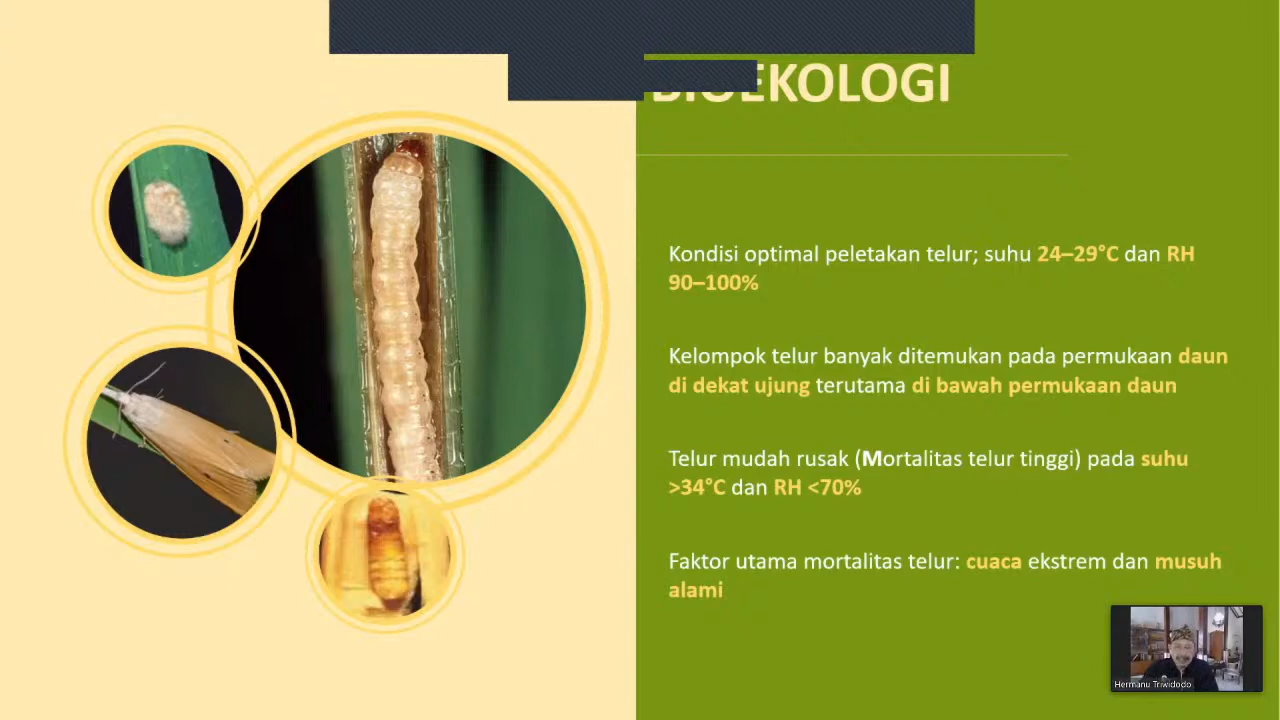 BIOEKOLOGI
Kondisi optimal peletakan telur; suhu 24–29°C dan RH
90–100%
Kelompok telur banyak ditemukan pada permukaan daun
di dekat ujung terutama di bawah permukaan daun
Telur mudah rusak (Mortalitas telur tinggi) pada suhu
>34°C dan RH <70%
Faktor utama mortalitas telur: cuaca ekstrem dan musuh
alami
Hermanu Triwidodo